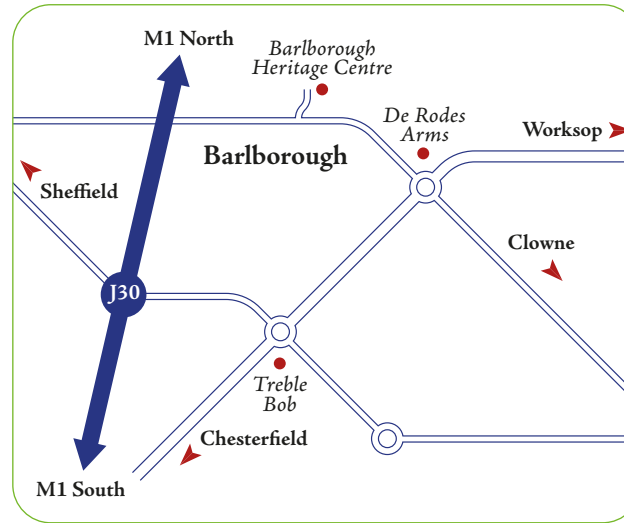 M1 North
Barlborough
Heritage Centre
De Rodes
Arms
Worksop
Barlborough
Sheffield
Clowne
J30
Treble
Bob
Chesterfield
M1 South